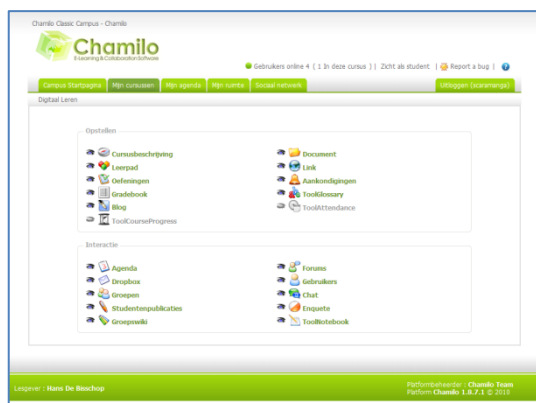 Chamilo Classic Campus - Chamilo
Chamilo
E-Learning & Collaboration Software
Gebruikers online 4 ( 1 In deze cursus ) | Zicht als student | Report a bug |
Campus Startpagina Mijn cursussen Mijn agenda Mijn ruimte Sociaal netwerk Uitloggen (acaramanga)
Digitaal Leren
Opstellen
Cursusbeschrijving Document
Leerpad Link
Oefeningen Aankondigingen
Gradebook ToolGlossary
Blog ToolAttendance
ToolCourseProgress
Interactie
Agenda Forums
Dropbox Gebruikers
Groepen Chat
Studentenpublicaties Enquete
Groepswiki ToolNotebook
Lesgever : Hans De Bisschop Platformbeheerder : Chamilo Team
Platform Chamilo 1.8.7.1 © 2010